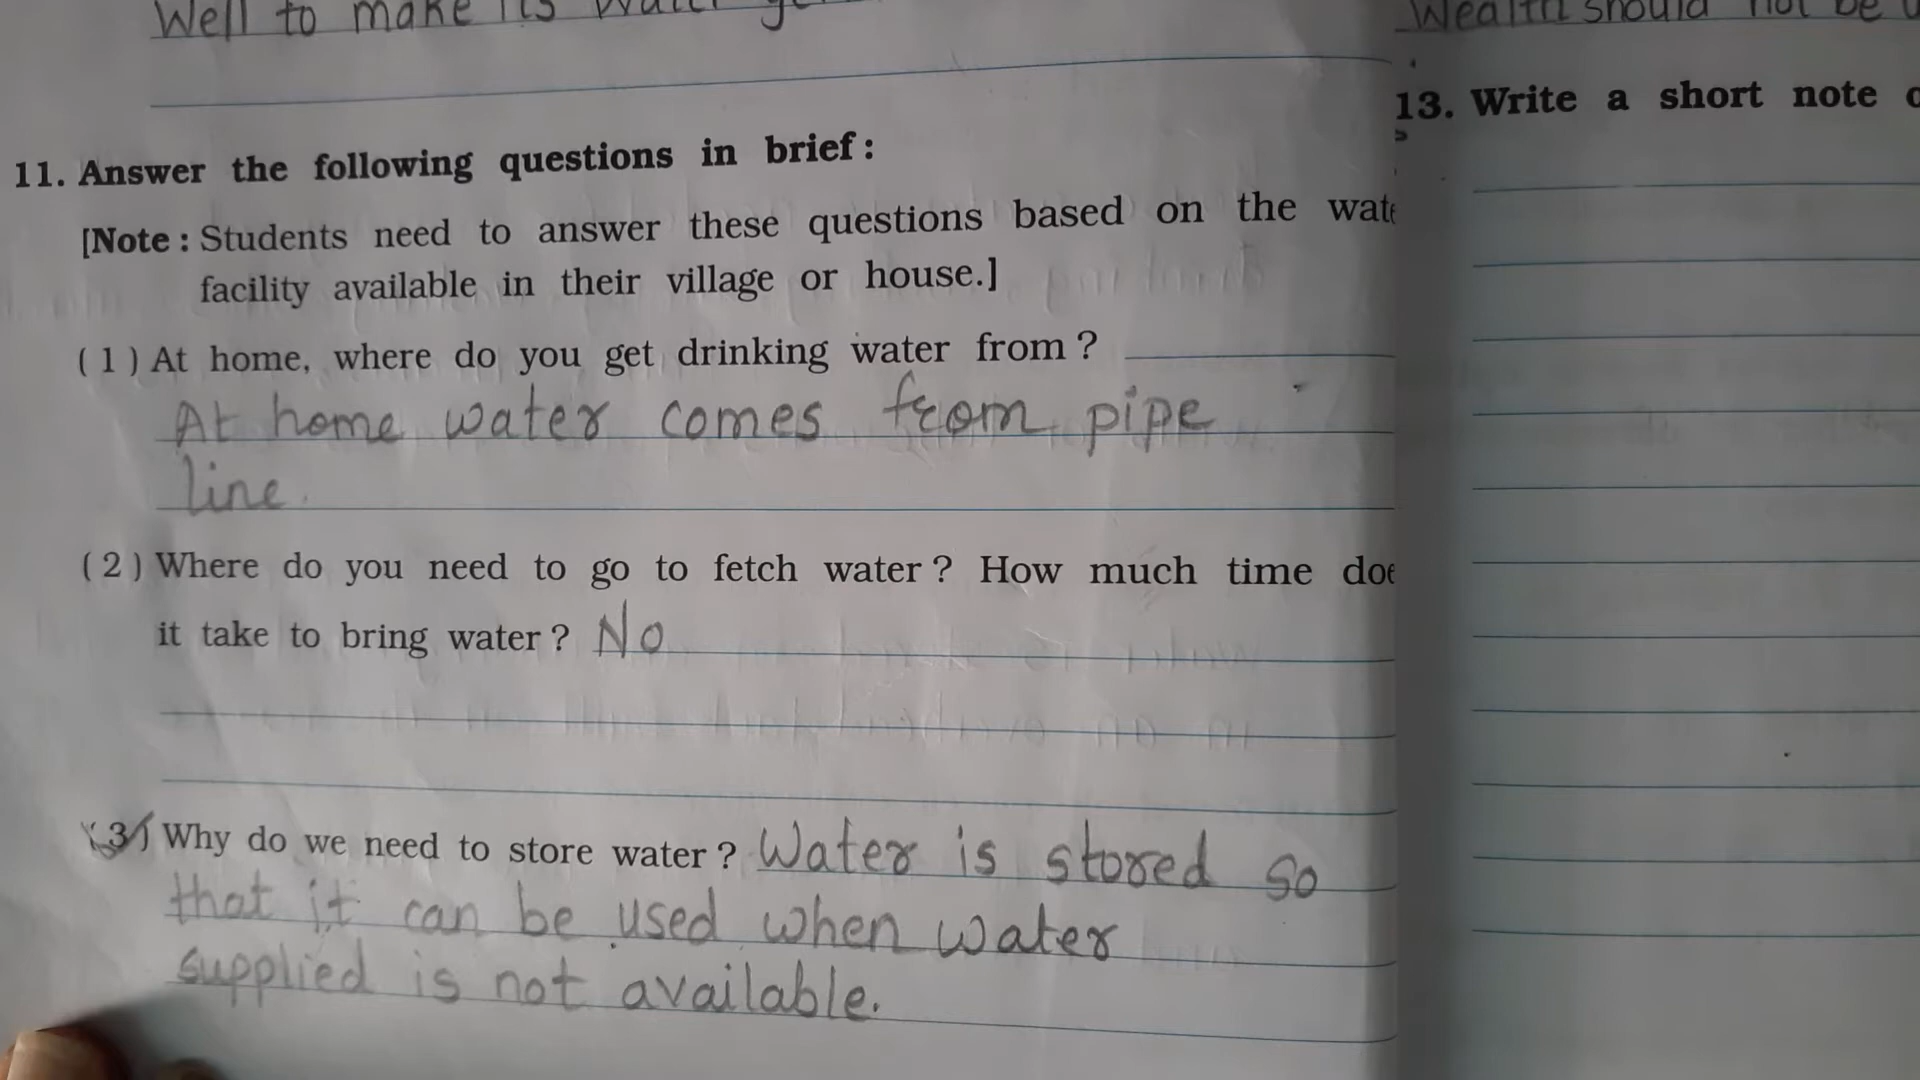 Well to make its
Wealth should not be
11. Answer the following questions in brief :
[Note : Students need to answer these questions based on the
facility available in their village or house.]
(1) At home, where do you get drinking water from ?
At home water comes from pipe
line.
(2) Where do you need to go to fetch water ? How much time
it take to bring water ? No
(3) Why do we need to store water ? Water is stored so
that it can be used when water
supplied is not available.
13. Write a short note